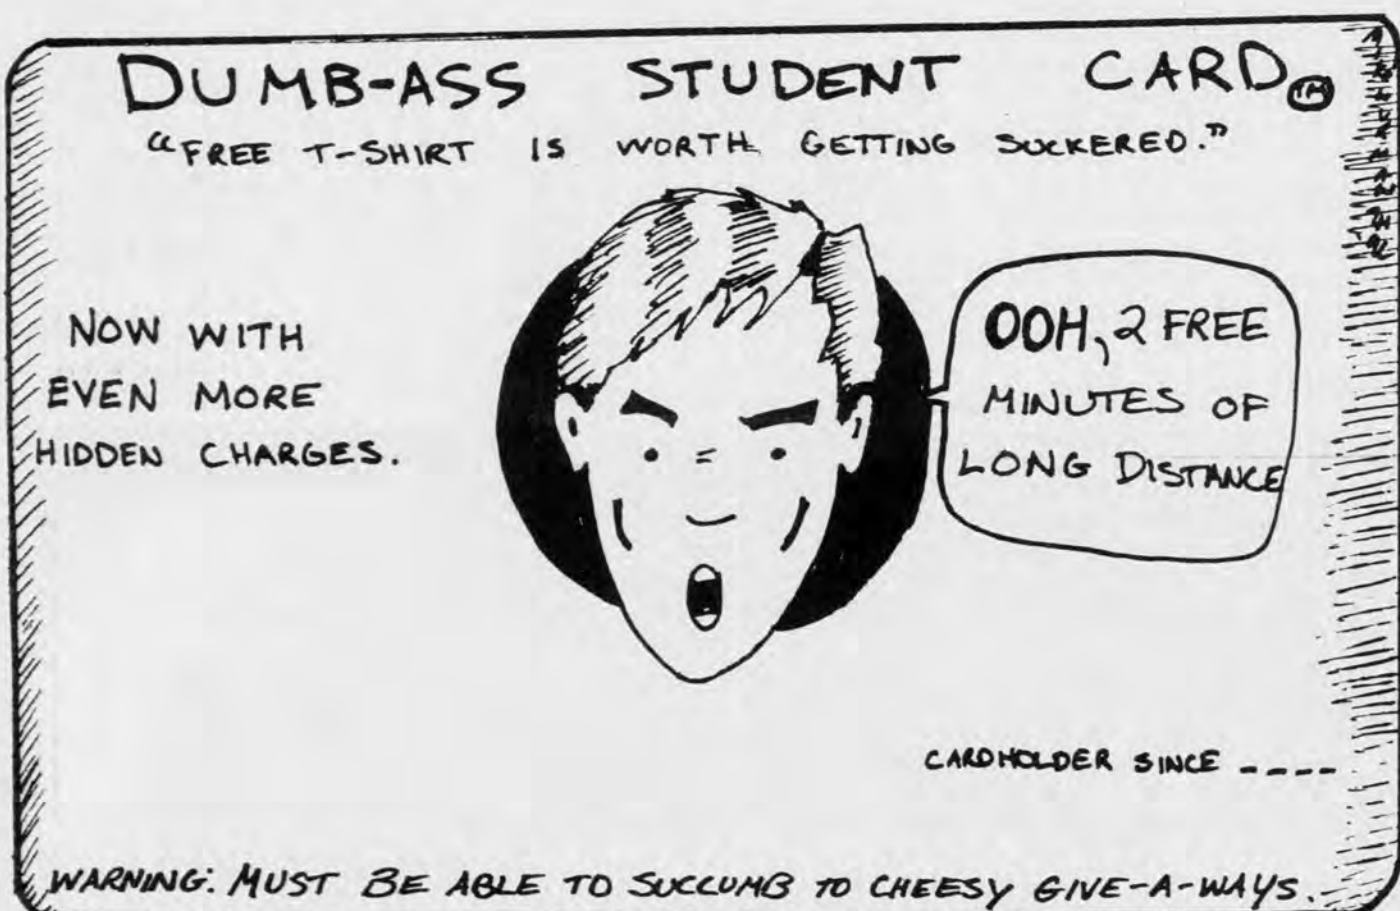 DUMB-ASS STUDENT CARD TM
"FREE T-SHIRT IS WORTH GETTING SUCKERED."
NOW WITH
EVEN MORE
HIDDEN CHARGES.
OOH, 2 FREE
MINUTES OF
LONG DISTANCE
CARDHOLDER SINCE ----
WARNING: MUST BE ABLE TO SUCCUMB TO CHEESY GIVE-A-WAYS.